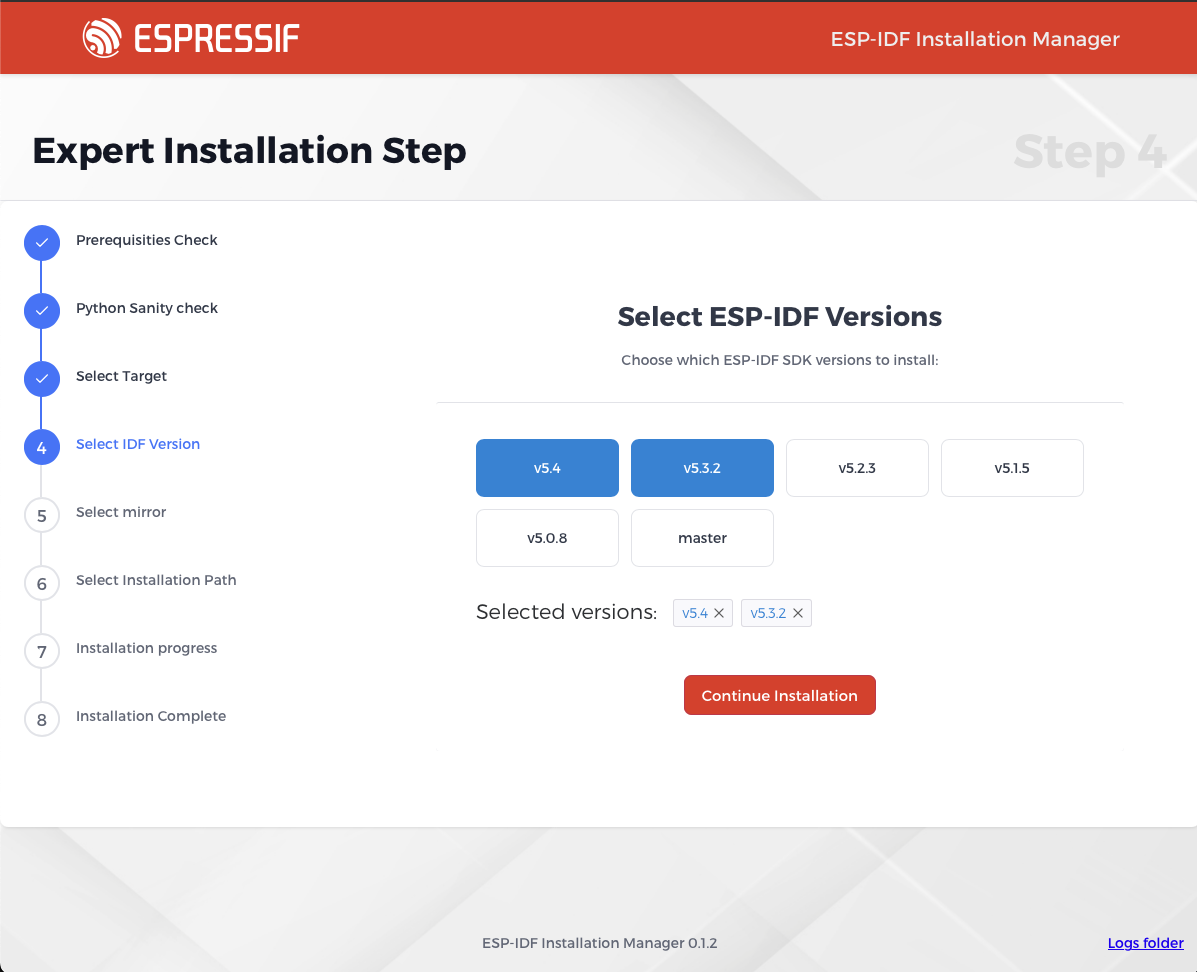 ESPRESSIF
ESP-IDF Installation Manager
Expert Installation Step
Step 4
Prerequisities Check
Python Sanity check
Select Target
4 Select IDF Version
5 Select mirror
6 Select Installation Path
7 Installation progress
8 Installation Complete
Select ESP-IDF Versions
Choose which ESP-IDF SDK versions to install:
v5.4 v5.3.2 v5.2.3 v5.1.5
v5.0.8 master
Selected versions: v5.4 v5.3.2
Continue Installation
ESP-IDF Installation Manager 0.1.2
Logs folder